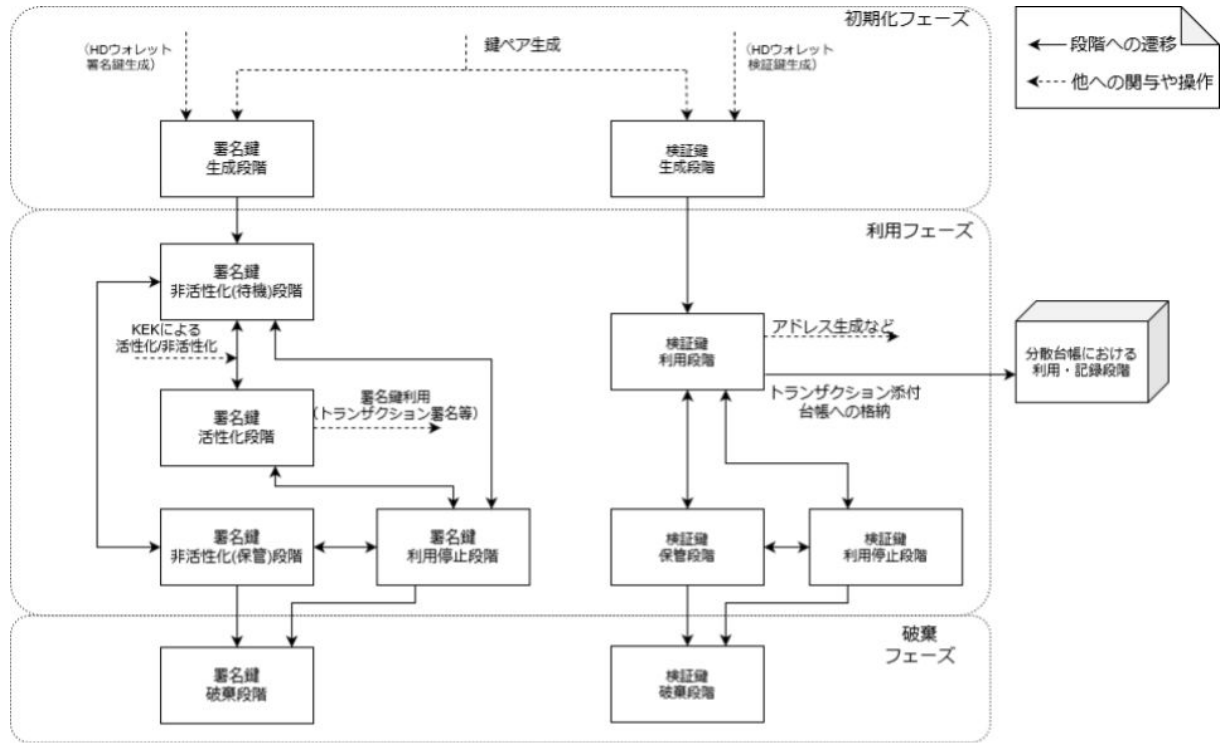 初期化フェーズ
(HDウォレット
署名鍵生成)
鍵ペア生成
(HDウォレット
検証鍵生成)
段階への遷移
他への関与や操作
署名鍵
生成段階
検証鍵
生成段階
利用フェーズ
署名鍵
非活性化(待機)段階
KEKによる
活性化/非活性化
検証鍵
利用段階
アドレス生成など
分散台帳における
利用・記録段階
トランザクション添付
台帳への格納
署名鍵
活性化段階
署名鍵利用
(トランザクション署名等)
署名鍵
非活性化(保管)段階
署名鍵
利用停止段階
検証鍵
保管段階
検証鍵
利用停止段階
破棄
フェーズ
署名鍵
破棄段階
検証鍵
破棄段階